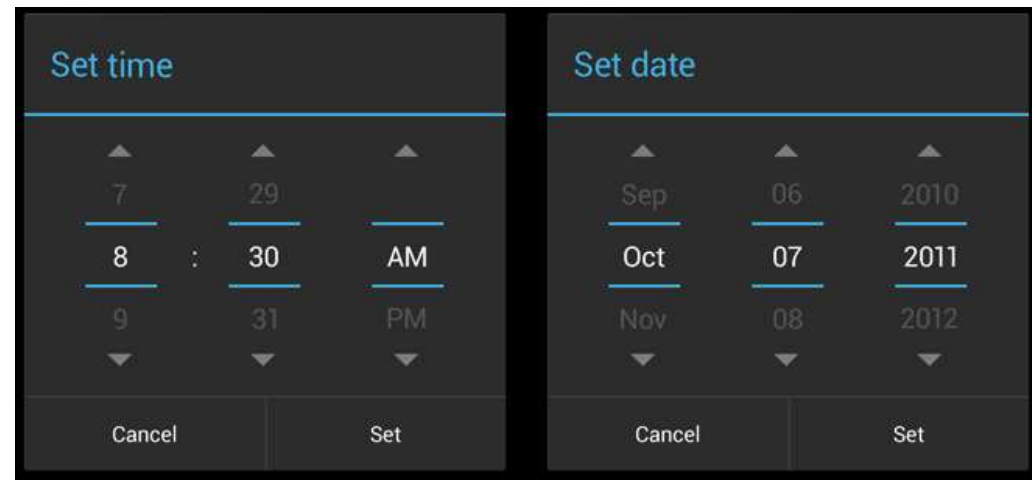 Set time
7 29
8 : 30 AM
9 31 PM
Cancel Set
Set date
Sep 06 2010
Oct 07 2011
Nov 08 2012
Cancel Set